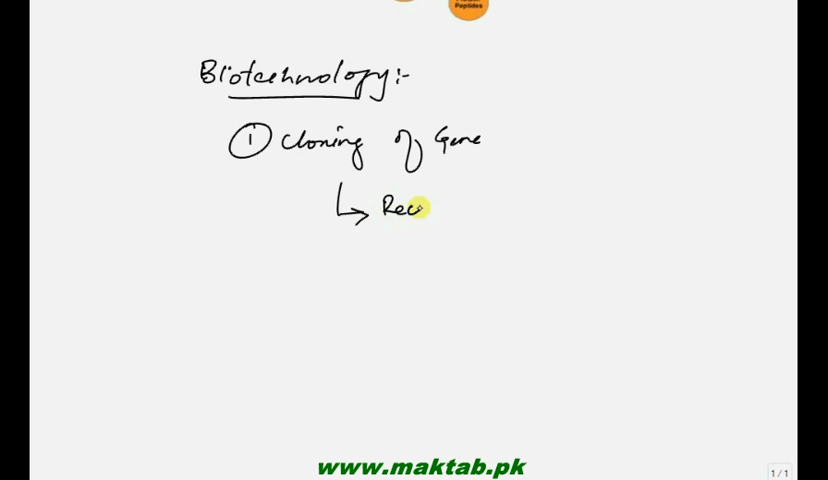 Peptides
Biotechnology:-
① Cloning of Gene
↳ Rec
www.maktab.pk
1 / 1